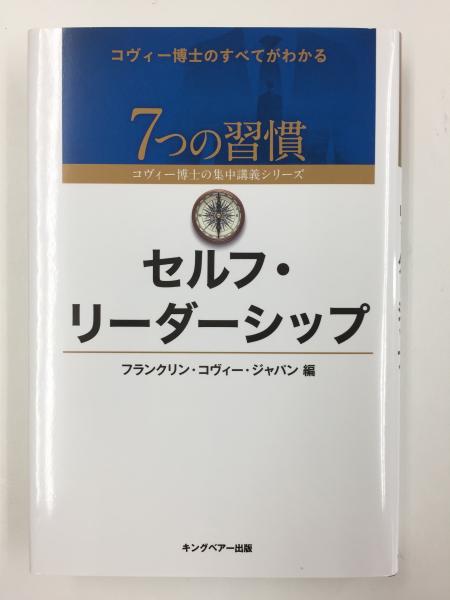 コヴィー博士のすべてがわかる
7つの習慣
コヴィー博士の集中講義シリーズ
セルフ・
リーダーシップ
フランクリン・コヴィー・ジャパン 編
キングベアー出版